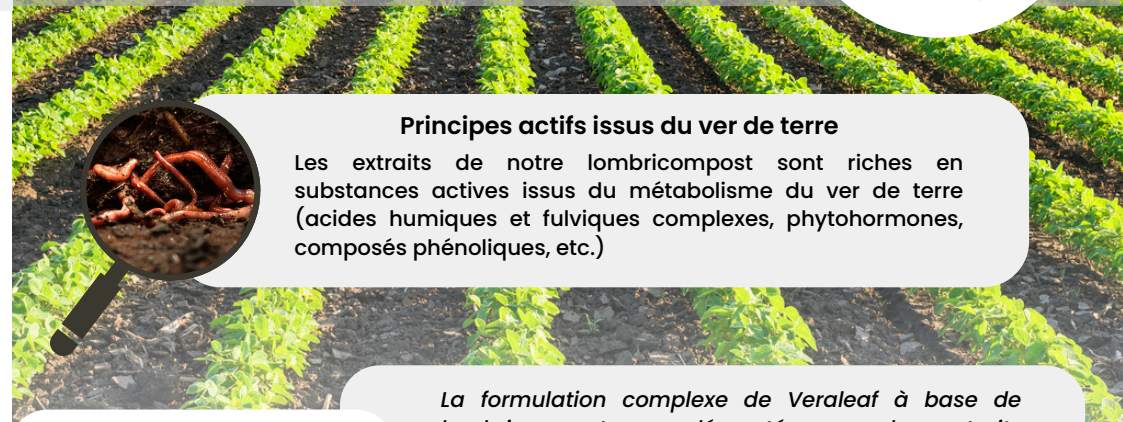 Principes actifs issus du ver de terre
Les extraits de notre lombricompost sont riches en
substances actives issus du métabolisme du ver de terre
(acides humiques et fulviques complexes, phytohormones,
composés phénoliques, etc.)
La formulation complexe de Veraleaf à base de